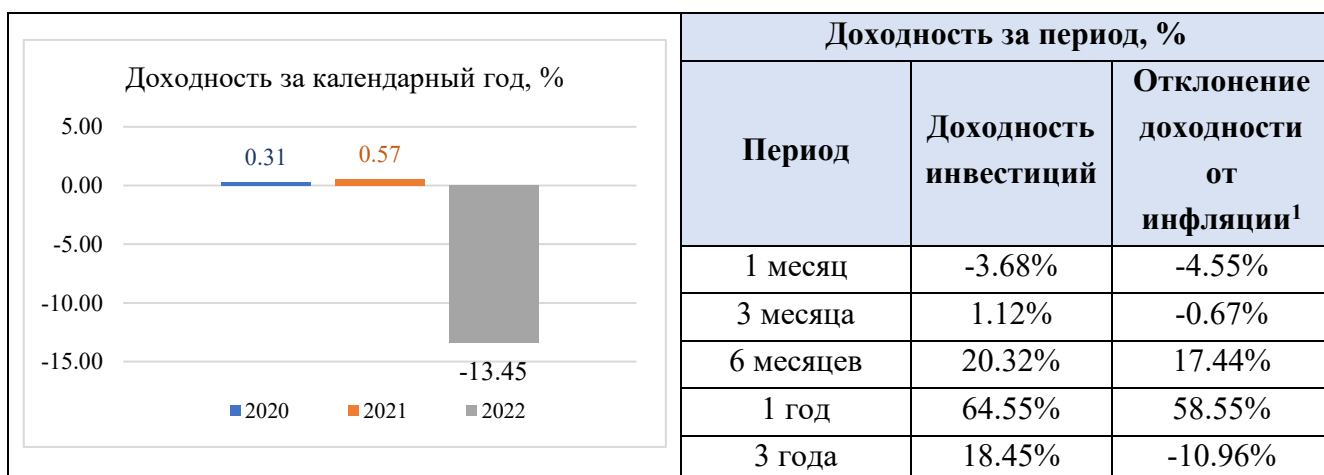 Доходность за календарный год, %
5.00
0.31
0.57
0.00
-5.00
-10.00
-15.00
-13.45
2020 2021 2022
Доходность за период, %
Период
Доходность
инвестиций
Отклонение
доходности
от
инфляции1
1 месяц -3.68% -4.55%
3 месяца 1.12% -0.67%
6 месяцев 20.32% 17.44%
1 год 64.55% 58.55%
3 года 18.45% -10.96%